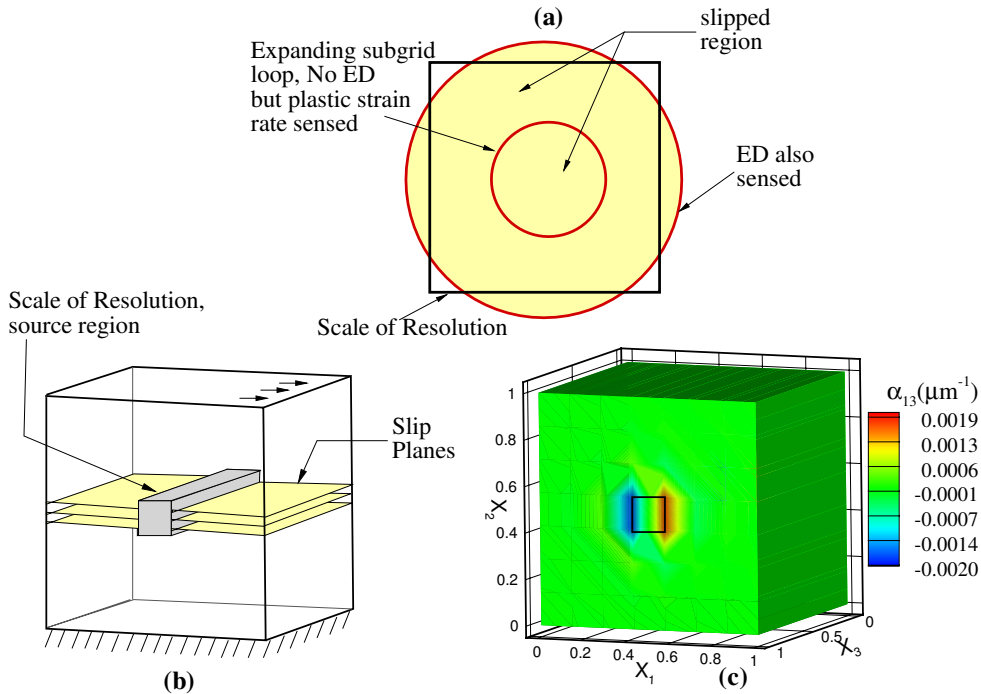 (a)
slipped
region
Expanding subgrid
loop, No ED
but plastic strain
rate sensed
ED also
sensed
Scale of Resolution
Scale of Resolution,
source region
Slip
Planes
(b)
1
0.8
0.6
0.4
0.2
0
X2
0
0.2
0.4
0.6
0.8
1
X1
1
0.5
0
X3
α13(μm-1)
0.0019
0.0013
0.0006
-0.0001
-0.0007
-0.0014
-0.0020
(c)